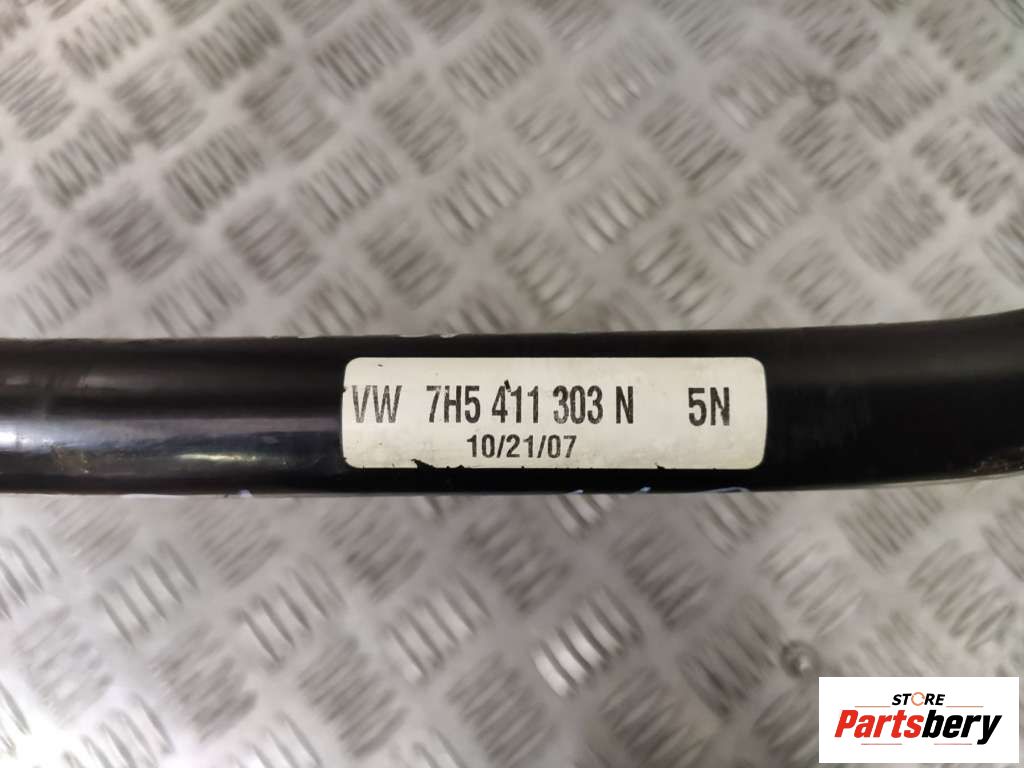 VW 7H5 411 303 N 5N
10/21/07
STORE
Partsbery